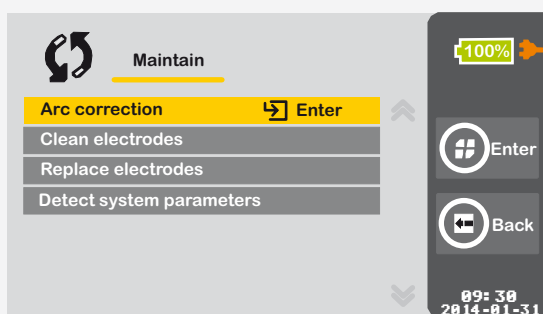 Maintain
Arc correction Enter
Clean electrodes
Replace electrodes
Detect system parameters
100%
Enter
Back
09:30
2014-01-31